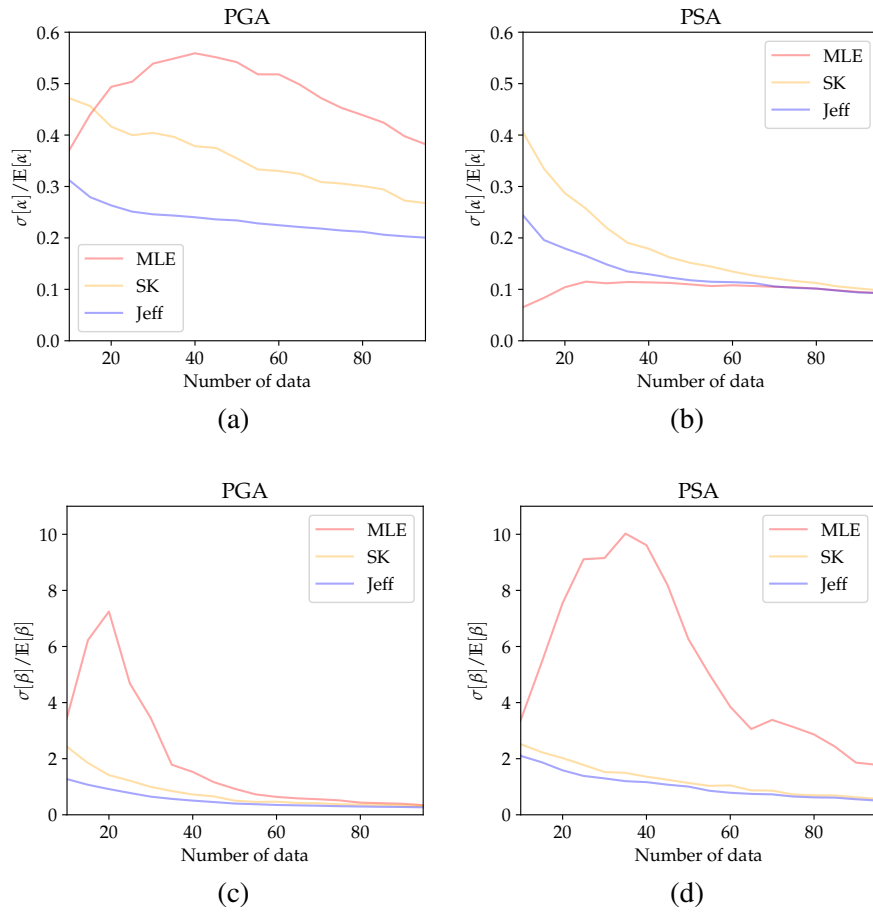 PGA
0.6
0.5
0.4
0.3
0.2
0.1
0.0
σ[α]/𝔼[α]
MLE
SK
Jeff
20 40 60 80
Number of data
(a)
PSA
0.6
0.5
0.4
0.3
0.2
0.1
0.0
σ[α]/𝔼[α]
MLE
SK
Jeff
20 40 60 80
Number of data
(b)
PGA
10
8
6
4
2
0
σ[β]/𝔼[β]
MLE
SK
Jeff
20 40 60 80
Number of data
(c)
PSA
10
8
6
4
2
0
σ[β]/𝔼[β]
MLE
SK
Jeff
20 40 60 80
Number of data
(d)